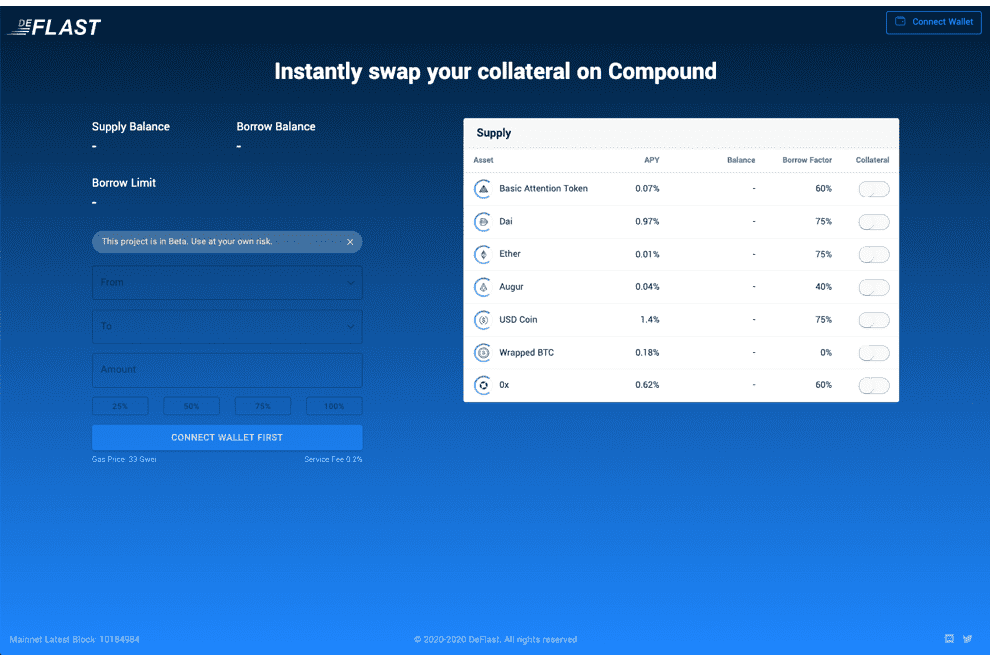 DEFLAST
Connect Wallet
Instantly swap your collateral on Compound
Supply Balance Borrow Balance
- -
Borrow Limit
-
This project is in Beta. Use at your own risk.
From
To
Amount
25% 50% 75% 100%
CONNECT WALLET FIRST
Gas Price 33 Gwei Service Fee 0.2%
Supply
Asset APY Balance Borrow Factor Collateral
Basic Attention Token 0.07% - 60%
Dai 0.97% - 75%
Ether 0.01% - 75%
Augur 0.04% - 40%
USD Coin 1.4% - 75%
Wrapped BTC 0.18% - 0%
0x 0.62% - 60%
Mainnet Latest Block: 10184984 © 2020-2020 DeFlast. All rights reserved